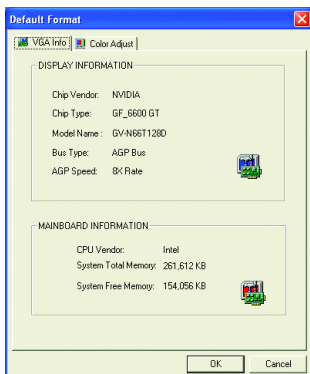 Default Format
VGA Info
Color Adjust
DISPLAY INFORMATION
Chip Vendor: NVIDIA
Chip Type: GF_6600 GT
Model Name : GV-N66T128D
Bus Type: AGP Bus
AGP Speed: 8X Rate
MAINBOARD INFORMATION
CPU Vendor: Intel
System Total Memory: 261,612 KB
System Free Memory: 154,056 KB
OK
Cancel